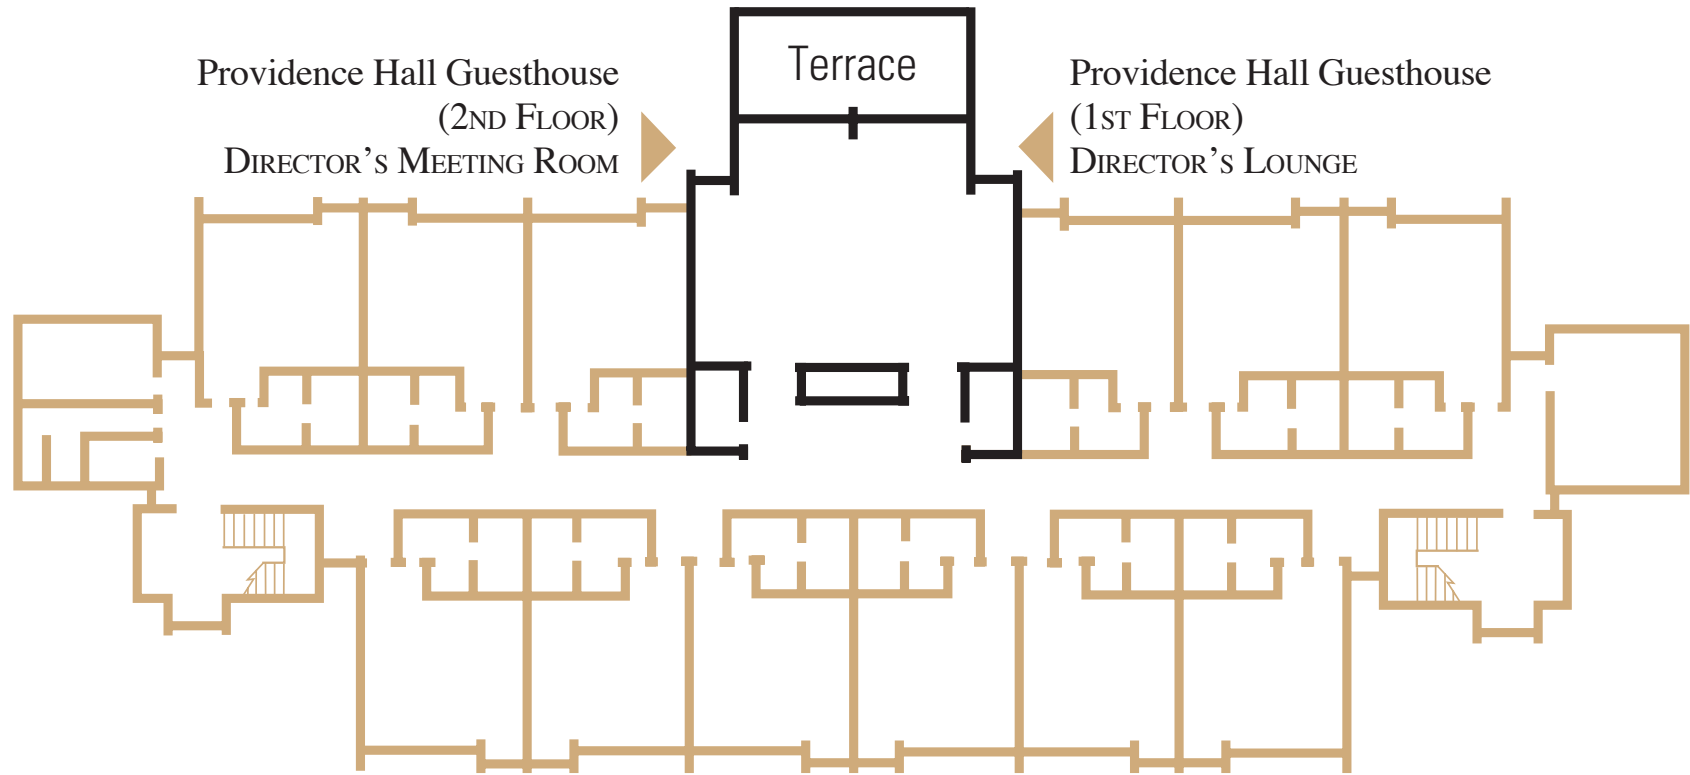 Providence Hall Guesthouse
(2ND FLOOR)
DIRECTOR’S MEETING ROOM
Terrace
Providence Hall Guesthouse
(1ST FLOOR)
DIRECTOR’S LOUNGE